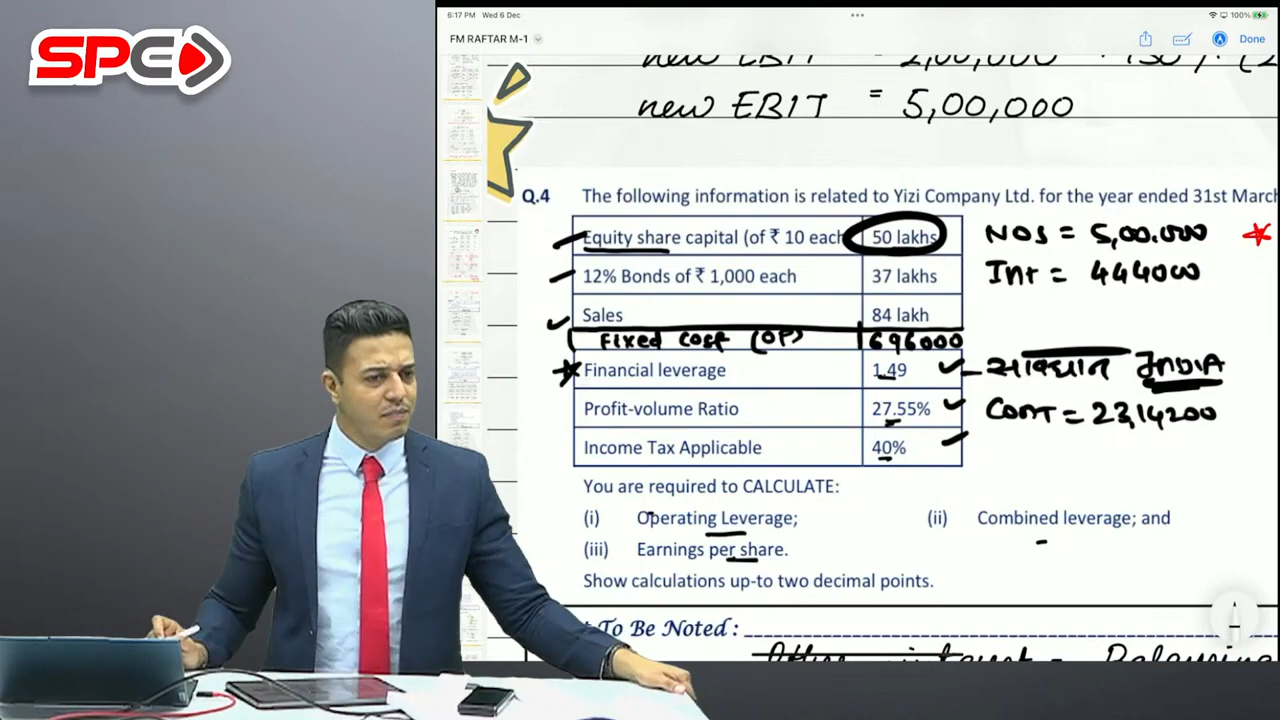 SPC
6:17 PM Wed 6 Dec
100%
FM RAFTAR M-1
Done
new EBIT = 5,00,000
Q.4 The following information is related to Yizi Company Ltd. for the year ended 31st March
Equity share capital (of ₹ 10 each 50 lakhs NOS = 5,00,000
12% Bonds of ₹ 1,000 each 37 lakhs Int = 444000
Sales 84 lakh
Fixed Cost (OP) 696000
Financial leverage 1.49 सावधान INDIA
Profit-volume Ratio 27.55% Cont = 23,14200
Income Tax Applicable 40%
You are required to CALCULATE:
(i) Operating Leverage; (ii) Combined leverage; and
(iii) Earnings per share.
Show calculations up-to two decimal points.
t To Be Noted :